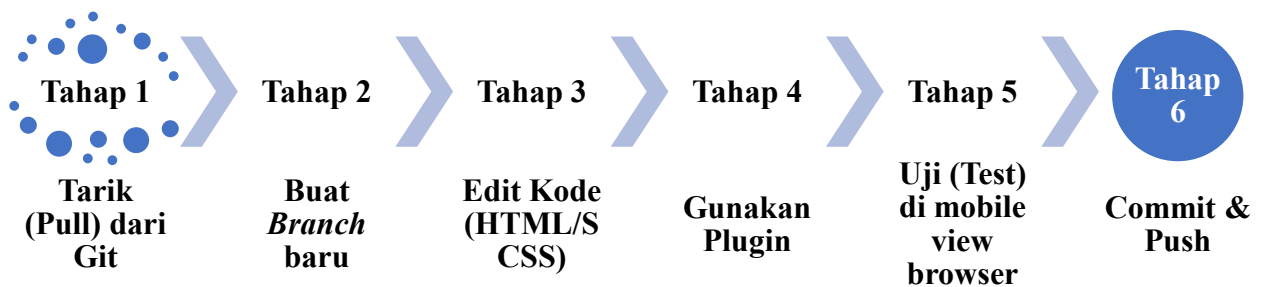 Tahap 1
Tahap 2
Tahap 3
Tahap 4
Tahap 5
Tahap
6
Tarik
(Pull) dari
Git
Buat
Branch
baru
Edit Kode
(HTML/S
CSS)
Gunakan
Plugin
Uji (Test)
di mobile
view
browser
Commit &
Push